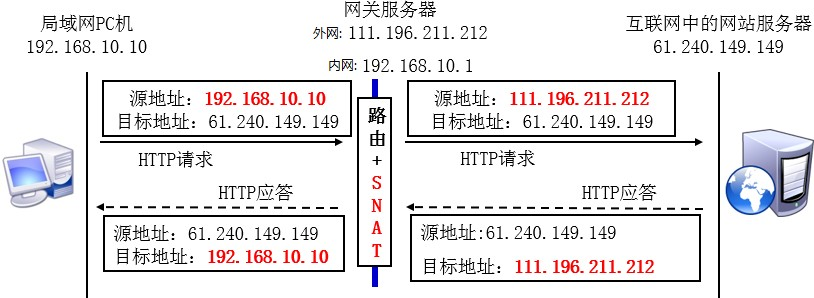 局域网PC机
192.168.10.10
网关服务器
外网: 111.196.211.212
内网: 192.168.10.1
互联网中的网站服务器
61.240.149.149
源地址: 192.168.10.10
目标地址: 61.240.149.149
HTTP请求
HTTP应答
源地址: 61.240.149.149
目标地址: 192.168.10.10
路由+SNAT
源地址: 111.196.211.212
目标地址: 61.240.149.149
HTTP请求
HTTP应答
源地址:61.240.149.149
目标地址: 111.196.211.212